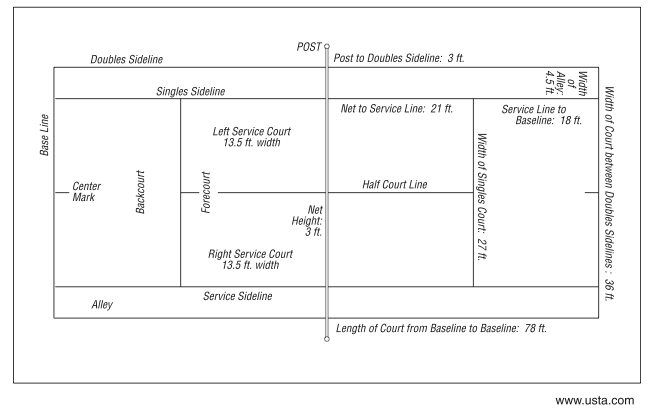 POST
Doubles Sideline
Post to Doubles Sideline: 3 ft.
Width
of
Alley:
4.5 ft.
Singles Sideline
Net to Service Line: 21 ft.
Service Line to
Baseline: 18 ft.
Base Line
Left Service Court
13.5 ft. width
Width of Court between Doubles Sidelines : 36 ft.
Width of Singles Court: 27 ft.
Center
Mark
Backcourt
Forecourt
Half Court Line
Net
Height:
3 ft.
Right Service Court
13.5 ft. width
Service Sideline
Alley
Length of Court from Baseline to Baseline: 78 ft.
www.usta.com